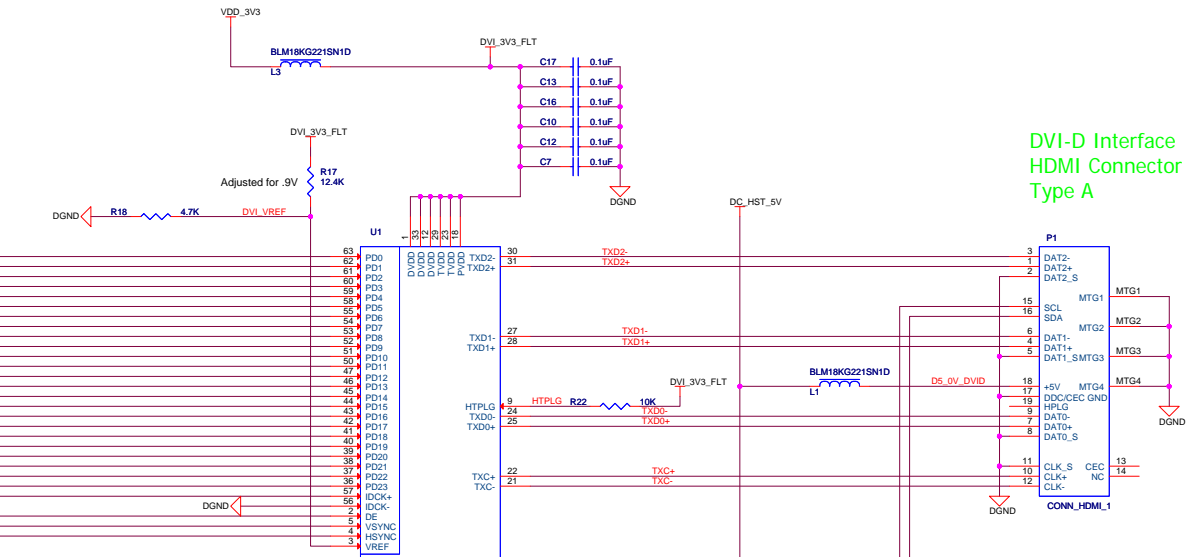 VDD_3V3
BLM18KG221SN1D
L3
DVI_3V3_FLT
C17 0.1uF
C13 0.1uF
C16 0.1uF
C10 0.1uF
C12 0.1uF
C7 0.1uF
DGND
DVI-D Interface
HDMI Connector
Type A
DVI_3V3_FLT
R17
12.4K
Adjusted for .9V
DGND R18 4.7K DVI_VREF
DC_HST_5V
U1
1 33 12 29 23 18
DVDD DVDD DVDD TVDD TVDD PVDD
63 PD0
62 PD1
61 PD2
60 PD3
59 PD4
58 PD5
55 PD6
54 PD7
53 PD8
52 PD9
51 PD10
50 PD11
47 PD12
46 PD13
45 PD14
44 PD15
43 PD16
42 PD17
41 PD18
40 PD19
39 PD20
38 PD21
37 PD22
36 PD23
57 IDCK+
DGND 56 IDCK-
2 DE
5 VSYNC
4 HSYNC
3 VREF
TXD2- 30 TXD2-
TXD2+ 31 TXD2+
TXD1- 27 TXD1-
TXD1+ 28 TXD1+
HTPLG 9 HTPLG R22 10K DVI_3V3_FLT
TXD0- 24 TXD0-
TXD0+ 25 TXD0+
TXC+ 22 TXC+
TXC- 21 TXC-
BLM18KG221SN1D
L1
D5_0V_DVID
P1
3 DAT2-
1 DAT2+
2 DAT2_S
15 SCL
16 SDA
6 DAT1-
4 DAT1+
5 DAT1_S
18 +5V
17 DDC/CEC GND
19 HPLG
9 DAT0-
7 DAT0+
8 DAT0_S
11 CLK_S
10 CLK+
12 CLK-
MTG1 MTG1
MTG2 MTG2
MTG3 MTG3
MTG4 MTG4
CEC 13
NC 14
DGND
DGND
CONN_HDMI_1